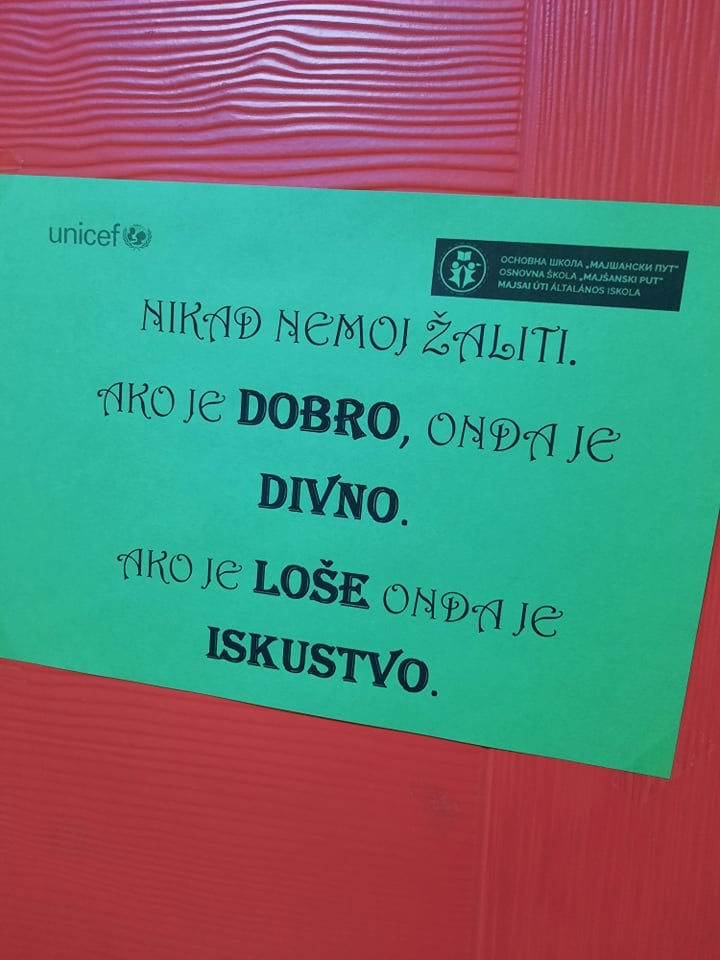 unicef
ОСНОВНА ШКОЛА „МАЈШАНСКИ ПУТ"
OSNOVNA ŠKOLA „MAJŠANSKI PUT"
MAJSAI ÚTI ÁLTALÁNOS ISKOLA
NIKAD NEMOJ ŽALITI.
AKO JE DOBRO, ONDA JE
DIVNO.
AKO JE LOŠE ONDA JE
ISKUSTVO.